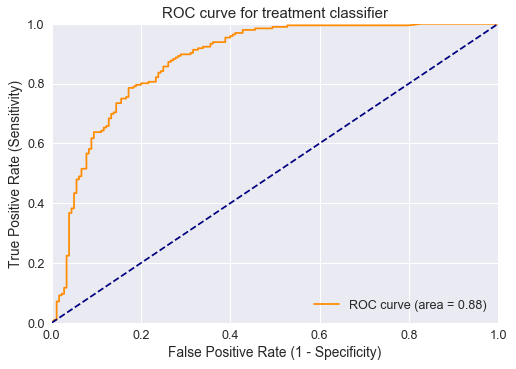 ROC curve for treatment classifier
True Positive Rate (Sensitivity)
1.0
0.8
0.6
0.4
0.2
0.0
ROC curve (area = 0.88)
0.0 0.2 0.4 0.6 0.8 1.0
False Positive Rate (1 - Specificity)